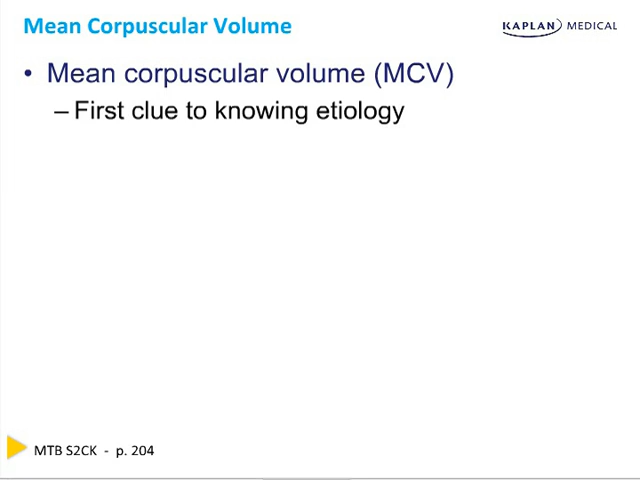 Mean Corpuscular Volume
KAPLAN MEDICAL
• Mean corpuscular volume (MCV)
– First clue to knowing etiology
MTB S2CK - p. 204